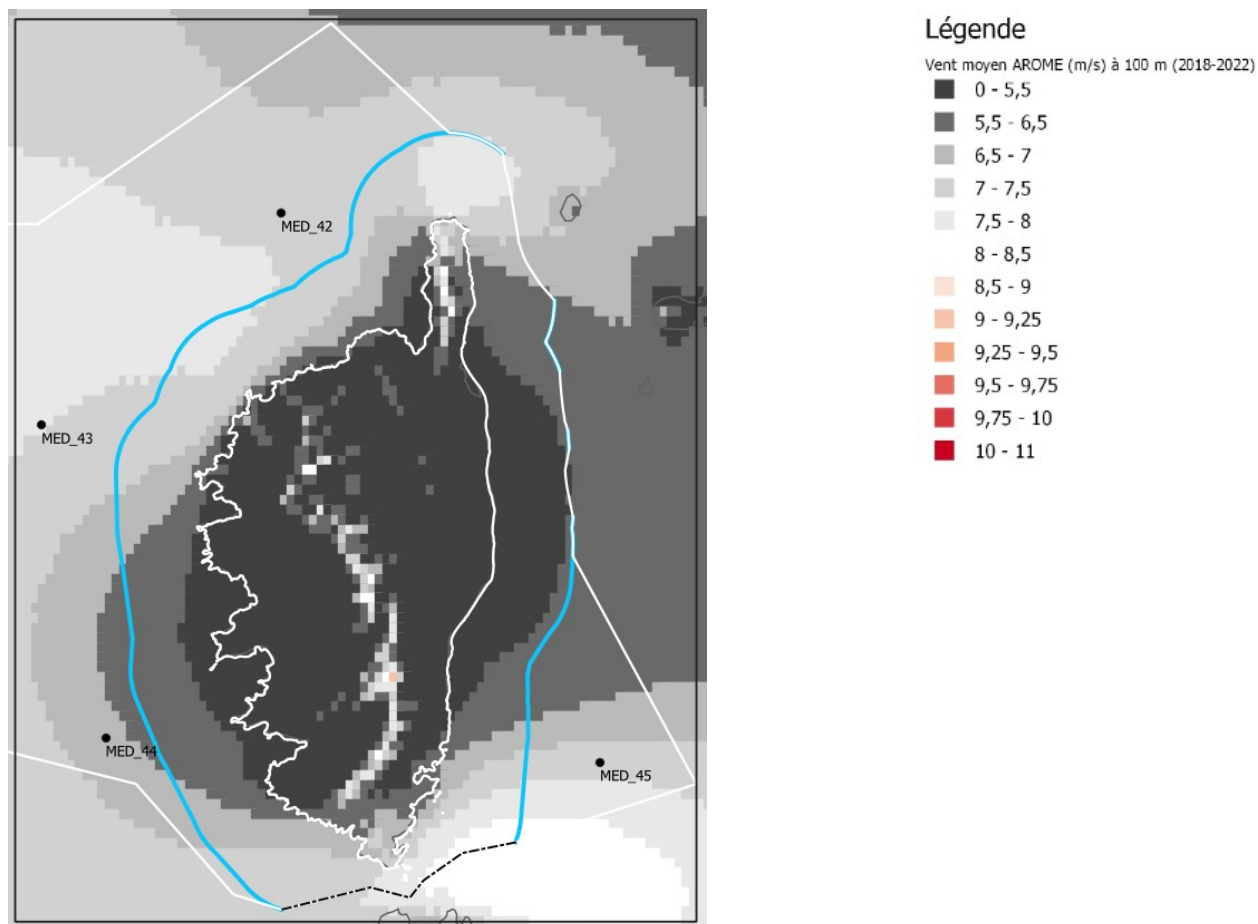 MED_42
MED_43
MED_44
MED_45
Légende
Vent moyen AROME (m/s) à 100 m (2018-2022)
0 - 5,5
5,5 - 6,5
6,5 - 7
7 - 7,5
7,5 - 8
8 - 8,5
8,5 - 9
9 - 9,25
9,25 - 9,5
9,5 - 9,75
9,75 - 10
10 - 11